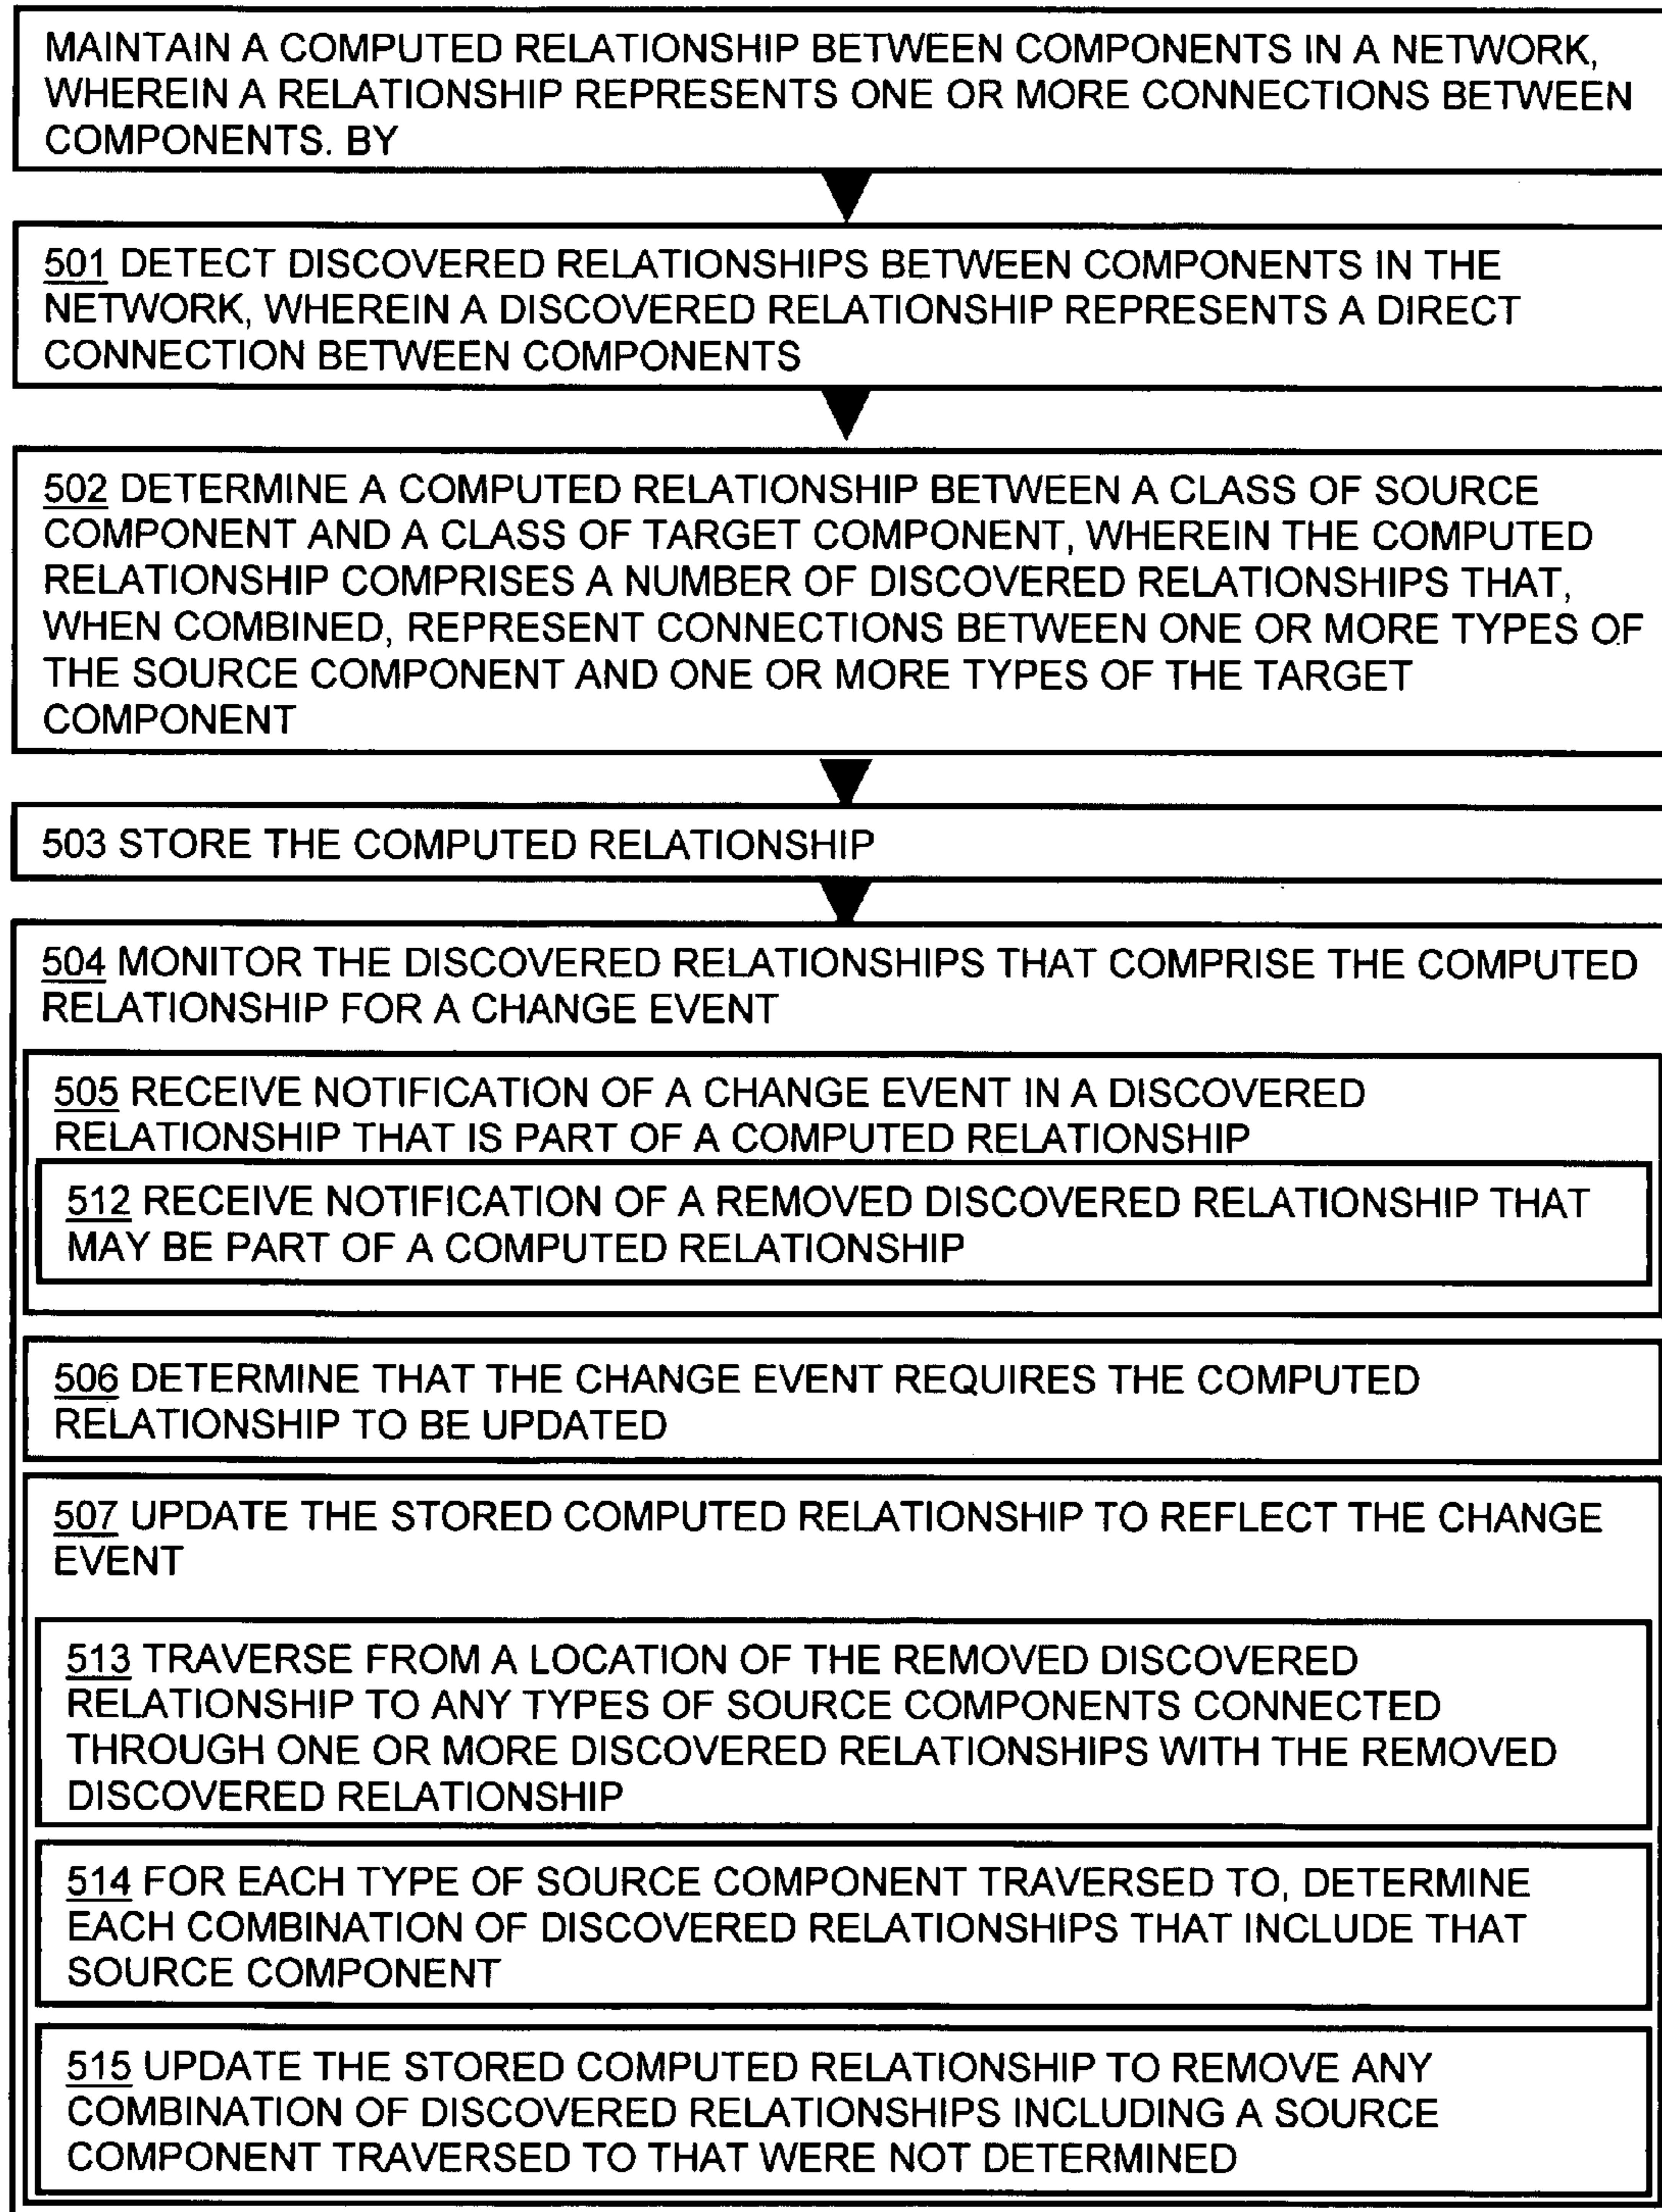 MAINTAIN A COMPUTED RELATIONSHIP BETWEEN COMPONENTS IN A NETWORK,
WHEREIN A RELATIONSHIP REPRESENTS ONE OR MORE CONNECTIONS BETWEEN
COMPONENTS. BY
501 DETECT DISCOVERED RELATIONSHIPS BETWEEN COMPONENTS IN THE
NETWORK, WHEREIN A DISCOVERED RELATIONSHIP REPRESENTS A DIRECT
CONNECTION BETWEEN COMPONENTS
502 DETERMINE A COMPUTED RELATIONSHIP BETWEEN A CLASS OF SOURCE
COMPONENT AND A CLASS OF TARGET COMPONENT, WHEREIN THE COMPUTED
RELATIONSHIP COMPRISES A NUMBER OF DISCOVERED RELATIONSHIPS THAT,
WHEN COMBINED, REPRESENT CONNECTIONS BETWEEN ONE OR MORE TYPES OF
THE SOURCE COMPONENT AND ONE OR MORE TYPES OF THE TARGET
COMPONENT
503 STORE THE COMPUTED RELATIONSHIP
504 MONITOR THE DISCOVERED RELATIONSHIPS THAT COMPRISE THE COMPUTED
RELATIONSHIP FOR A CHANGE EVENT
505 RECEIVE NOTIFICATION OF A CHANGE EVENT IN A DISCOVERED
RELATIONSHIP THAT IS PART OF A COMPUTED RELATIONSHIP
512 RECEIVE NOTIFICATION OF A REMOVED DISCOVERED RELATIONSHIP THAT
MAY BE PART OF A COMPUTED RELATIONSHIP
506 DETERMINE THAT THE CHANGE EVENT REQUIRES THE COMPUTED
RELATIONSHIP TO BE UPDATED
507 UPDATE THE STORED COMPUTED RELATIONSHIP TO REFLECT THE CHANGE
EVENT
513 TRAVERSE FROM A LOCATION OF THE REMOVED DISCOVERED
RELATIONSHIP TO ANY TYPES OF SOURCE COMPONENTS CONNECTED
THROUGH ONE OR MORE DISCOVERED RELATIONSHIPS WITH THE REMOVED
DISCOVERED RELATIONSHIP
514 FOR EACH TYPE OF SOURCE COMPONENT TRAVERSED TO, DETERMINE
EACH COMBINATION OF DISCOVERED RELATIONSHIPS THAT INCLUDE THAT
SOURCE COMPONENT
515 UPDATE THE STORED COMPUTED RELATIONSHIP TO REMOVE ANY
COMBINATION OF DISCOVERED RELATIONSHIPS INCLUDING A SOURCE
COMPONENT TRAVERSED TO THAT WERE NOT DETERMINED